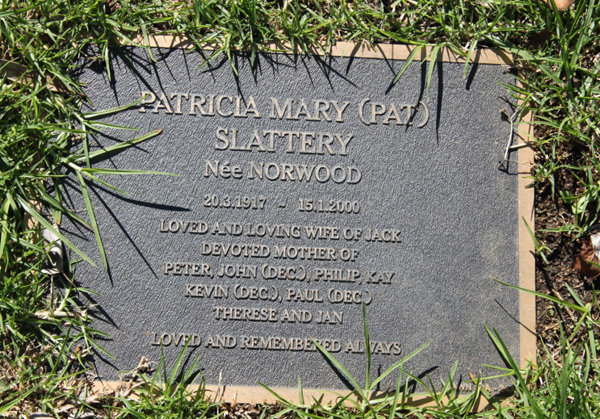 PATRICIA MARY (PAT)
SLATTERY
Née NORWOOD
20.3.1917 ~ 15.1.2000
LOVED AND LOVING WIFE OF JACK
DEVOTED MOTHER OF
PETER, JOHN (DEC.), PHILIP, KAY
KEVIN (DEC.), PAUL (DEC.)
THERESE AND JAN
LOVED AND REMEMBERED ALWAYS